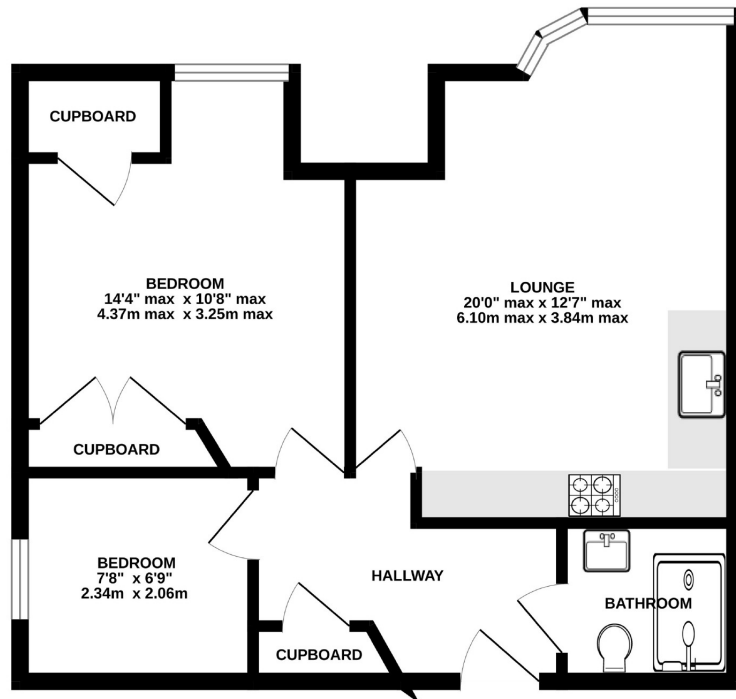 CUPBOARD
BEDROOM
14'4" max x 10'8" max
4.37m max x 3.25m max
LOUNGE
20'0" max x 12'7" max
6.10m max x 3.84m max
CUPBOARD
BEDROOM
7'8" x 6'9"
2.34m x 2.06m
HALLWAY
BATHROOM
CUPBOARD